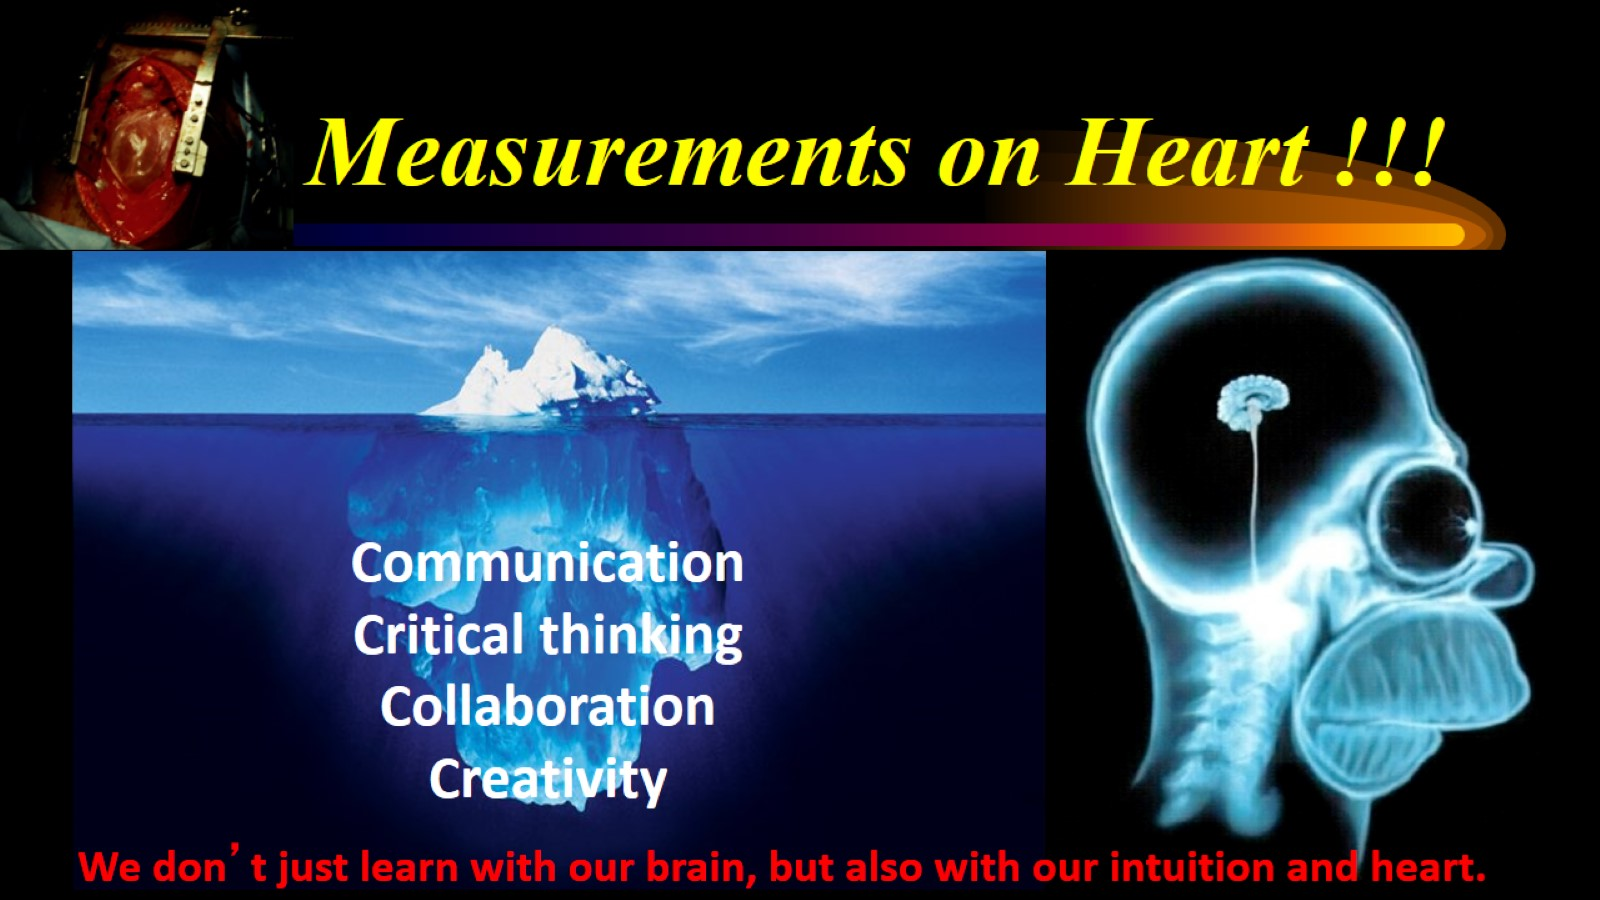 Measurements on Heart !!!
Communication
Critical thinking
Collaboration
Creativity
We don’t just learn with our brain, but also with our intuition and heart.